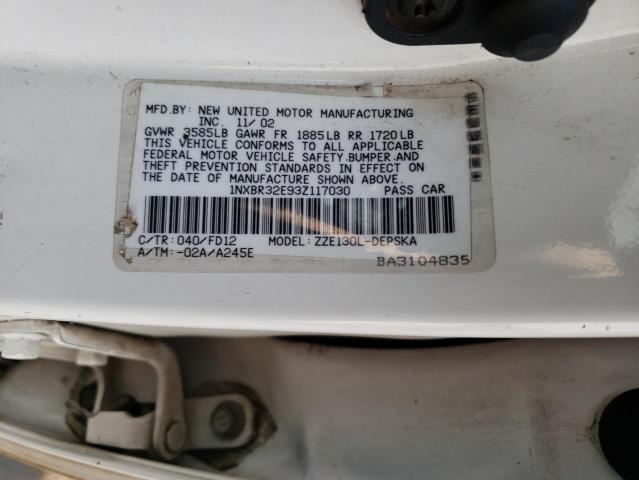 MFD.BY: NEW UNITED MOTOR MANUFACTURING
INC. 11/02
GVWR 3585LB GAWR FR 1885LB RR 1720LB
THIS VEHICLE CONFORMS TO ALL APPLICABLE
FEDERAL MOTOR VEHICLE SAFETY, BUMPER, AND
THEFT PREVENTION STANDARDS IN EFFECT ON
THE DATE OF MANUFACTURE SHOWN ABOVE.
1NXBR32E93Z117030 PASS CAR
C/TR: 040/FD12 MODEL: ZZE130L-DEPSKA
A/TM: -02A/A245E
BA3104835